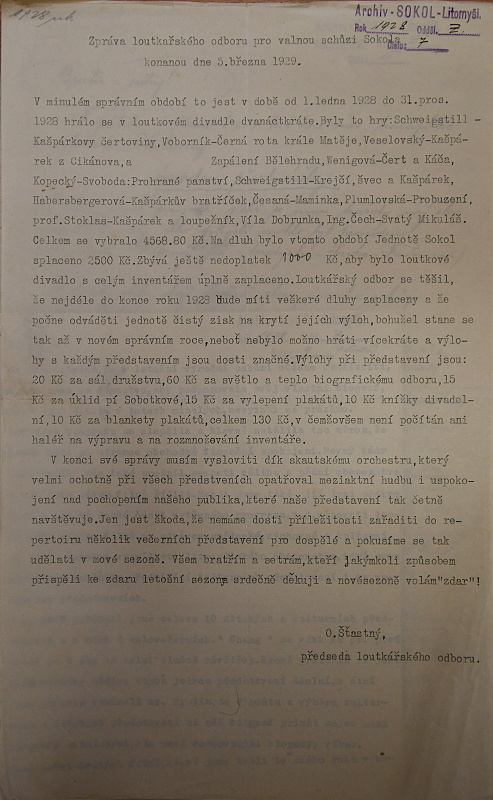 1928 rok
Archiv-SOKOL-Litomyšl.
Rok 1928 Odděl. Z.
Číslo: 7
Zpráva loutkařského odboru pro valnou schůzi Sokola
konanou dne 5.března 1929.
V minulém správním období to jest v době od 1.ledna 1928 do 31.pros.
1928 hrálo se v loutkovém divadle dvanáctkráte.Byly to hry:Schweigstill -
Kašpárkovy čertoviny,Voborník-Černá rota krále Matěje,Veselovský-Kašpá-
rek z Cikánova,a Zapálení Bělehradu,Wenigová-Čert a Káča,
Kopecký-Svoboda:Prohrané panství,Schweigstill-Krejčí,švec a Kašpárek,
Habersbergerová-Kašpárkův bratříček,Česaná-Maminka,Plumlovská-Probuzení,
prof.Stoklas-Kašpárek a loupežník,Víla Dobrunka,Ing.Čech-Svatý Mikuláš.
Celkem se vybralo 4568.80 Kč.Na dluh bylo vtomto období Jednotě Sokol
splaceno 2500 Kč.Zbývá ještě nedoplatek 1000 Kč,aby bylo loutkové
divadlo s celým inventářem úplně zaplaceno.Loutkářský odbor se těšil,
že nejdéle do konce roku 1928 bude míti veškeré dluhy zaplaceny a že
počne odváděti jednotě čistý zisk na krytí jejích výloh,bohužel stane se
tak až v novém správním roce,neboť nebylo možno hráti vícekráte a výlo-
hy s každým představením jsou dosti značné.Výlohy při představení jsou:
20 Kč za sál družstvu,60 Kč za světlo a teplo biografickému odboru,15
Kč za úklid pí Sobotkové,15 Kč za vylepení plakátů,10 Kč knížky divadel-
ní,10 Kč za blankety plakátů,celkem 130 Kč,v čemžovšem není počítán ani
haléř na výpravu a na rozmnožování inventáře.
V konci své správy musím vysloviti dík skautskému orchestru,který
velmi ochotně při všech předstveních opatřoval meziaktní hudbu i uspoko-
jení nad pochopením našeho publika,které naše představení tak četně
navštěvuje.Jen jest škoda,že nemáme dosti příležitosti zařaditi do re-
pertoiru několik večerních představení pro dospělé a pokusíme se tak
udělati v nové sezoně. Všem bratřím a setrám,kteří jakýmkoli způsobem
přispěli ke zdaru letošní sezona srdečně děkuji a novésezoně volám"zdar"!
O.Šťastný,
předseda loutkářského odboru.